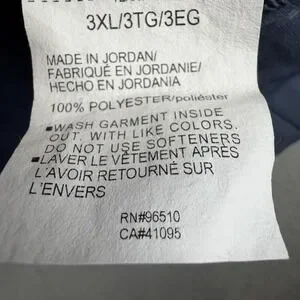 3XL/3TG/3EG
MADE IN JORDAN/
FABRIQUÉ EN JORDANIE/
HECHO EN JORDANIA
100% POLYESTER/poliéster
▪WASH GARMENT INSIDE
OUT. WITH LIKE COLORS.
DO NOT USE SOFTENERS
▪LAVER LE VÊTEMENT APRÈS
L'AVOIR RETOURNÉ SUR
L'ENVERS
RN#96510
CA#41095